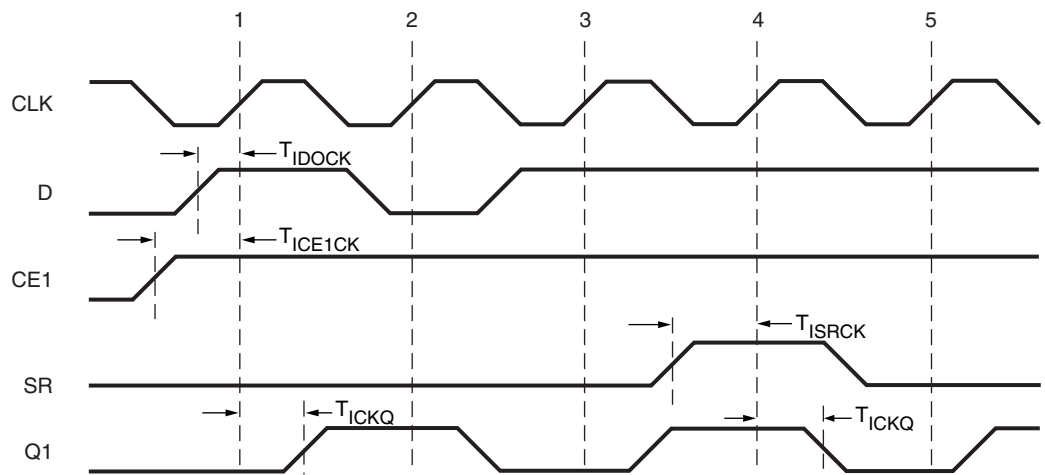 1 2 3 4 5
CLK
T_IDOCK
D
T_ICE1CK
CE1
T_ISRCK
SR
T_ICKQ T_ICKQ
Q1